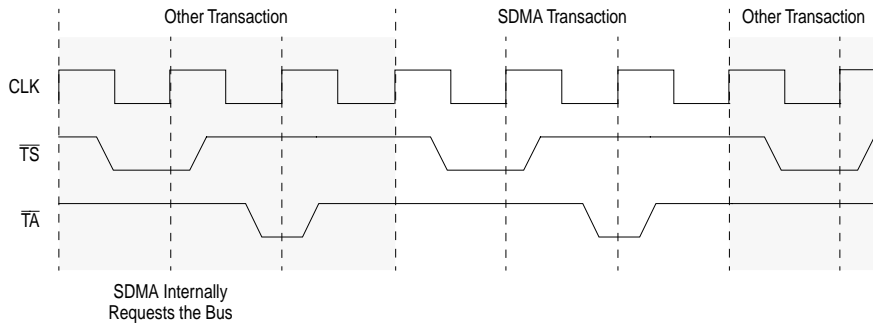 Other Transaction SDMA Transaction Other Transaction
CLK
TS
TA
SDMA Internally
Requests the Bus